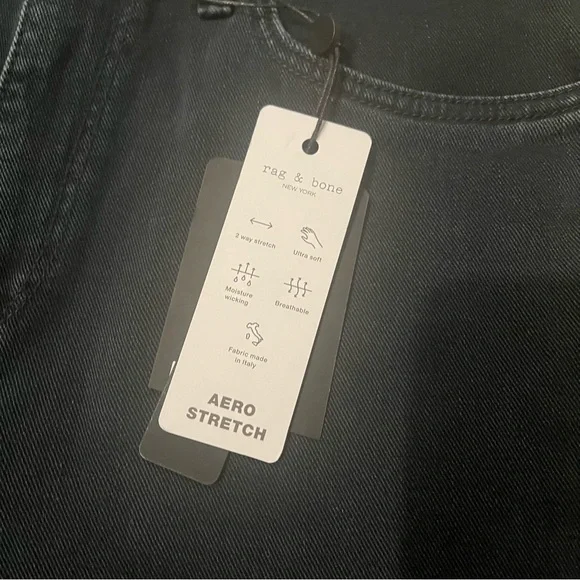 rag & bone
NEW YORK
2 way stretch
Ultra soft
Moisture
wicking
Breathable
Fabric made
in Italy
AERO
STRETCH